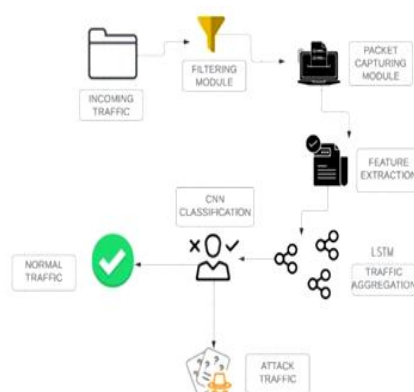 INCOMING
TRAFFIC
FILTERING
MODULE
PACKET
CAPTURING
MODULE
FEATURE
EXTRACTION
CNN
CLASSIFICATION
LSTM
TRAFFIC
AGGREGATION
NORMAL
TRAFFIC
ATTACK
TRAFFIC